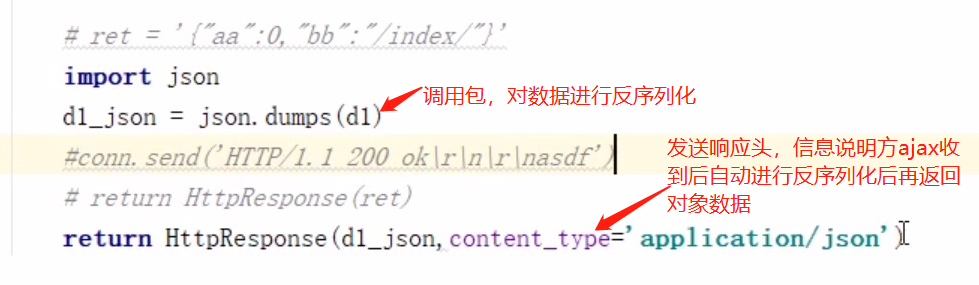 # ret = '{"aa":0,"bb":"/index/"}'
import json
d1_json = json.dumps(d1)
调用包，对数据进行反序列化
#conn.send('HTTP/1.1 200 ok\r\n\r\nasdf')
发送响应头，信息说明方ajax收
到后自动进行反序列化后再返回
对象数据
# return HttpResponse(ret)
return HttpResponse(d1_json,content_type='application/json')